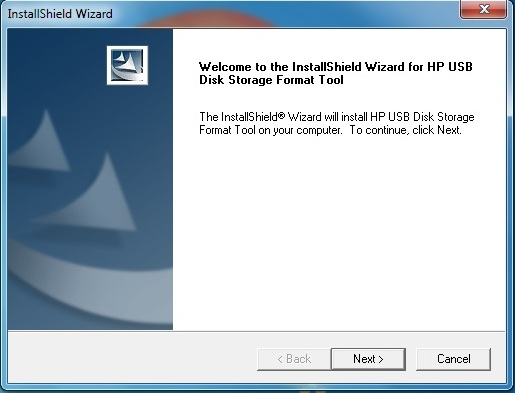 InstallShield Wizard
Welcome to the InstallShield Wizard for HP USB
Disk Storage Format Tool
The InstallShield® Wizard will install HP USB Disk Storage
Format Tool on your computer.  To continue, click Next.
< Back
Next >
Cancel